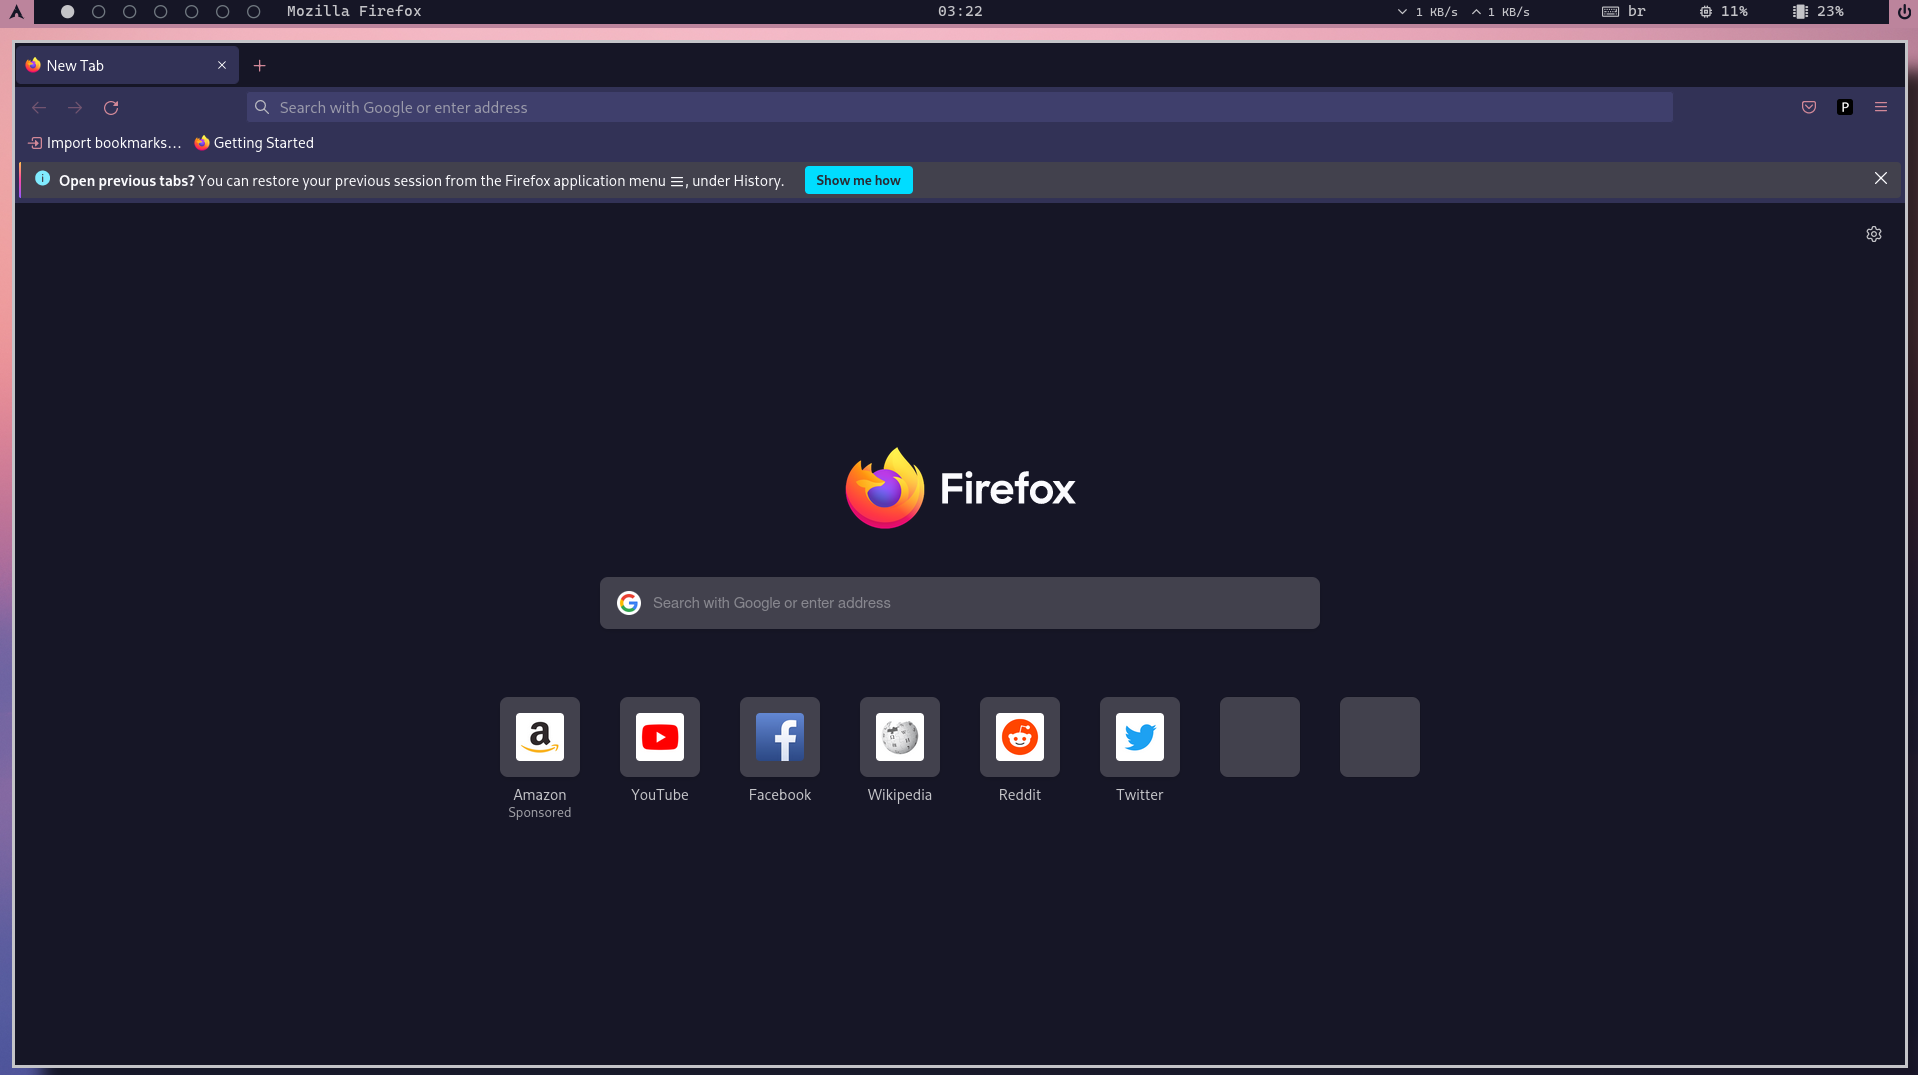 Mozilla Firefox
03:22
1 KB/s 1 KB/s
br
11%
23%
New Tab
Search with Google or enter address
P
Import bookmarks...
Getting Started
Open previous tabs? You can restore your previous session from the Firefox application menu ☰, under History.
Show me how
Firefox
Search with Google or enter address
Amazon
Sponsored
YouTube
Facebook
Wikipedia
Reddit
Twitter